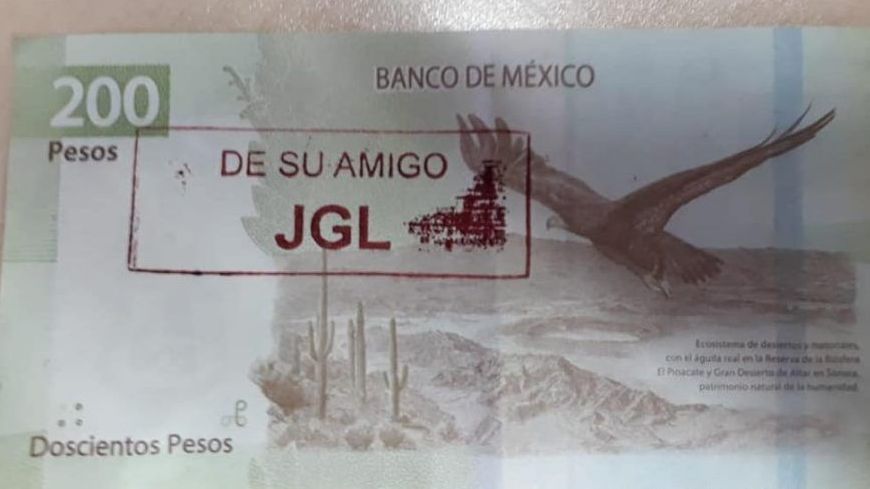 BANCO DE MÉXICO
200
Pesos
DE SU AMIGO
JGL
Ecosistema de desiertos y matorrales,
con el águila real en la Reserva de la Biosfera
El Pinacate y Gran Desierto de Altar en Sonora,
patrimonio natural de la humanidad.
Doscientos Pesos